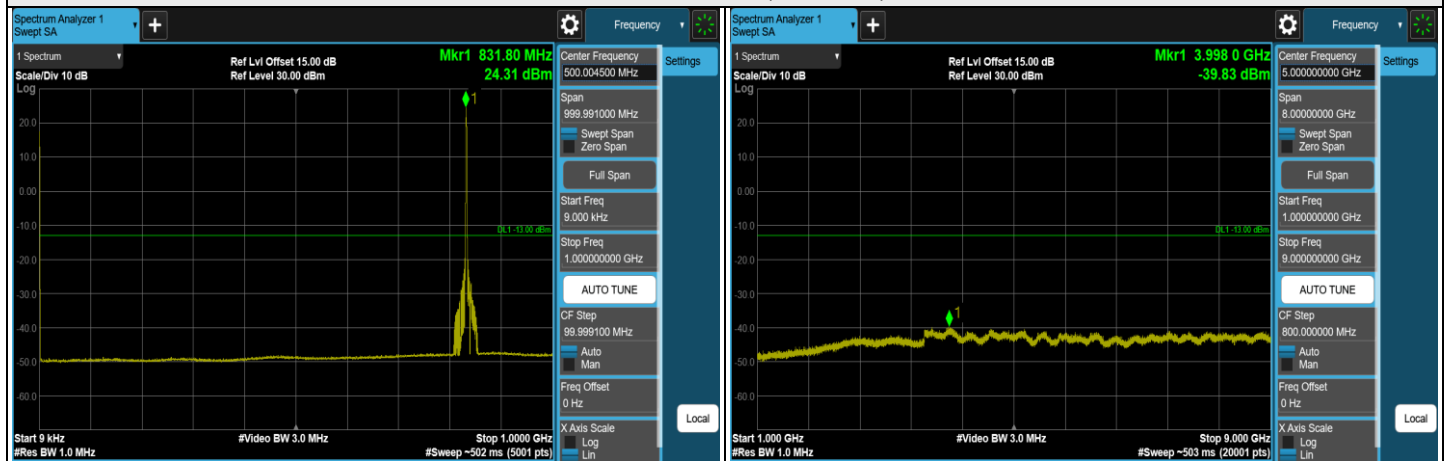 Spectrum Analyzer 1
Swept SA
+
Frequency
1 Spectrum
Scale/Div 10 dB
Log
Ref Lvl Offset 15.00 dB
Ref Level 30.00 dBm
Mkr1 831.80 MHz
24.31 dBm
1
20.0
10.0
0.00
-10.0
-20.0
-30.0
-40.0
-50.0
-60.0
DL1 -13.00 dBm
Start 9 kHz
#Res BW 1.0 MHz
#Video BW 3.0 MHz
Stop 1.0000 GHz
#Sweep ~502 ms (5001 pts)
Center Frequency
500.004500 MHz
Settings
Span
999.991000 MHz
Swept Span
Zero Span
Full Span
Start Freq
9.000 kHz
Stop Freq
1.000000000 GHz
AUTO TUNE
CF Step
99.999100 MHz
Auto
Man
Freq Offset
0 Hz
X Axis Scale
Log
Lin
Local
Spectrum Analyzer 1
Swept SA
+
Frequency
1 Spectrum
Scale/Div 10 dB
Log
Ref Lvl Offset 15.00 dB
Ref Level 30.00 dBm
Mkr1 3.998 0 GHz
-39.83 dBm
1
20.0
10.0
0.00
-10.0
-20.0
-30.0
-40.0
-50.0
-60.0
DL1 -13.00 dBm
Start 1.000 GHz
#Res BW 1.0 MHz
#Video BW 3.0 MHz
Stop 9.000 GHz
#Sweep ~503 ms (20001 pts)
Center Frequency
5.000000000 GHz
Settings
Span
8.00000000 GHz
Swept Span
Zero Span
Full Span
Start Freq
1.000000000 GHz
Stop Freq
9.000000000 GHz
AUTO TUNE
CF Step
800.000000 MHz
Auto
Man
Freq Offset
0 Hz
X Axis Scale
Log
Lin
Local